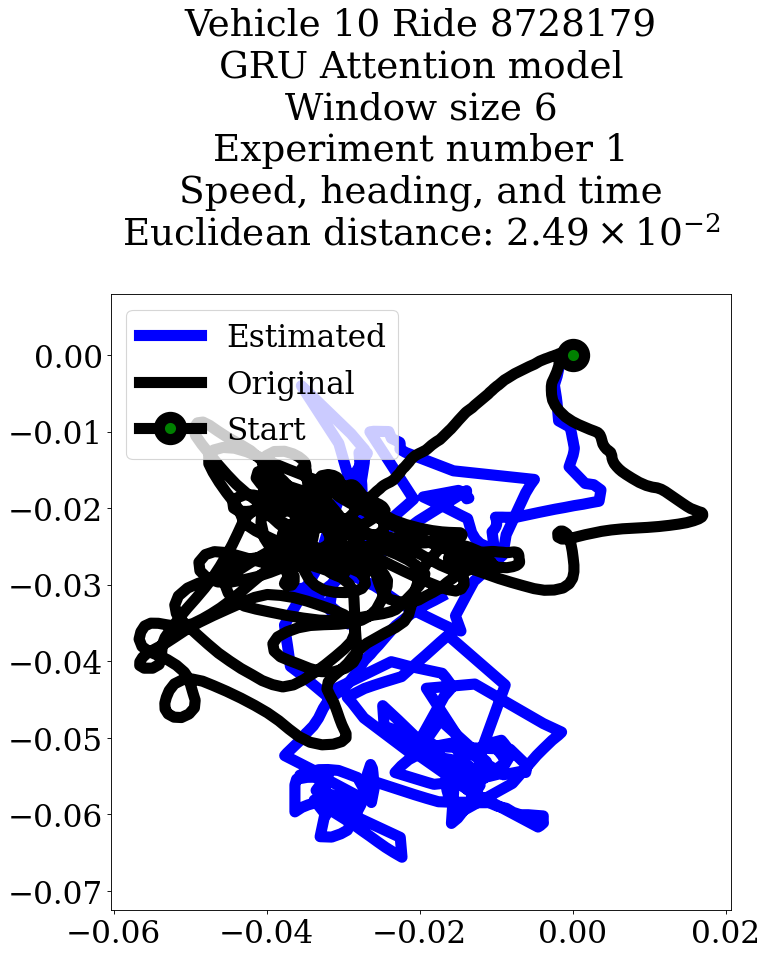 Vehicle 10 Ride 8728179
GRU Attention model
Window size 6
Experiment number 1
Speed, heading, and time
Euclidean distance: 2.49 × 10⁻²
Estimated
Original
Start
0.00
−0.01
−0.02
−0.03
−0.04
−0.05
−0.06
−0.07
−0.06
−0.04
−0.02
0.00
0.02